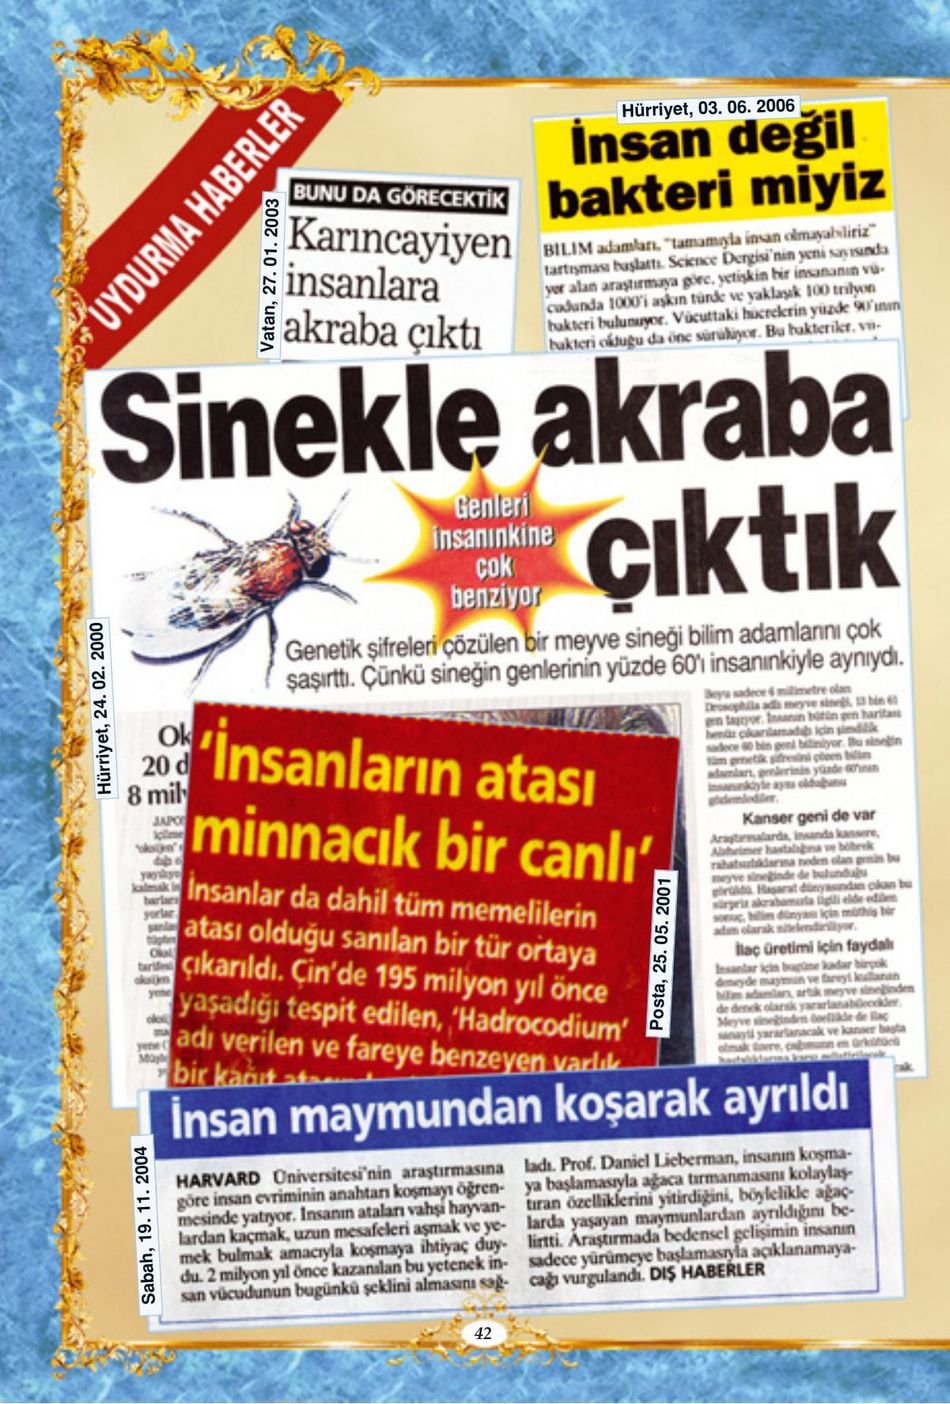 UYDURMA HABERLER
Vatan, 27. 01. 2003
BUNU DA GÖRECEKTİK
Karıncayiyen
insanlara
akraba çıktı
Hürriyet, 03. 06. 2006
İnsan değil
bakteri miyiz
BILIM adamları, "tamamıyla insan olmayabiliriz"
tartışması başlattı. Science Dergisi'nin yeni sayısında
yer alan araştırmaya göre, yetişkin bir insananın vü-
cudunda 1000'i aşkın türde ve yaklaşık 100 trilyon
bakteri bulunuyor. Vücuttaki hücrelerin yüzde 90'ının
bakteri olduğu da öne sürülüyor. Bu bakteriler, vü-
Hürriyet, 24. 02. 2000
Sinekle akraba
çıktık
Genleri
insanınkine
çok
benziyor
Genetik şifreleri çözülen bir meyve sineği bilim adamlarını çok
şaşırttı. Çünkü sineğin genlerinin yüzde 60'ı insanınkiyle aynıydı.
Boyu sadece 6 milimetre olan
Drosophila adlı meyve sineği, 13 bin 61
gen taşıyor. İnsanın bütün gen haritası
henüz çıkarılamadığı için şimdilik
sadece 60 bin geni biliniyor. Bu sineğin
tüm genetik şifresini çözen bilim
adamları, genlerinin yüzde 60'ının
insanınkiyle aynı olduğunu
gözlemlediler.
Kanser geni de var
Araştırmalarda, insanda kansere,
Alzheimer hastalığına ve böbrek
rahatsızlıklarına neden olan genin bu
meyve sineğinde de bulunduğu
görüldü. Haşarat dünyasından çıkan bu
sürpriz akrabamızla ilgili elde edilen
sonuç, bilim dünyası için müthiş bir
adım olarak nitelendiriliyor.
İlaç üretimi için faydalı
İnsanlar için bugüne kadar birçok
deneyde maymun ve fareyi kullanan
bilim adamları, artık meyve sineğinden
de denek olarak yararlanabilecekler.
Meyve sineğinden özellikle de ilaç
sanayii yararlanacak ve kanser başta
olmak üzere, çağımızın en ürkütücü
Ok
20 d
8 mil
JAPO
Posta, 25. 05. 2001
'İnsanların atası
minnacık bir canlı'
İnsanlar da dahil tüm memelilerin
atası olduğu sanılan bir tür ortaya
çıkarıldı. Çin'de 195 milyon yıl önce
yaşadığı tespit edilen, 'Hadrocodium'
adı verilen ve fareye benzeyen varlık
bir kağıt
Sabah, 19. 11. 2004
İnsan maymundan koşarak ayrıldı
HARVARD Üniversitesi'nin araştırmasına
göre insan evriminin anahtarı koşmayı öğren-
mesinde yatıyor. İnsanın ataları vahşi hayvan-
lardan kaçmak, uzun mesafeleri aşmak ve ye-
mek bulmak amacıyla koşmaya ihtiyaç duy-
du. 2 milyon yıl önce kazanılan bu yetenek in-
san vücudunun bugünkü şeklini almasını sağ-
ladı. Prof. Daniel Lieberman, insanın koşma-
ya başlamasıyla ağaca tırmanmasını kolaylaş-
tıran özelliklerini yitirdiğini, böylelikle ağaç-
larda yaşayan maymunlardan ayrıldığını be-
lirtti. Araştırmada bedensel gelişimin insanın
sadece yürümeye başlamasıyla açıklanamaya-
cağı vurgulandı. DIŞ HABERLER
42